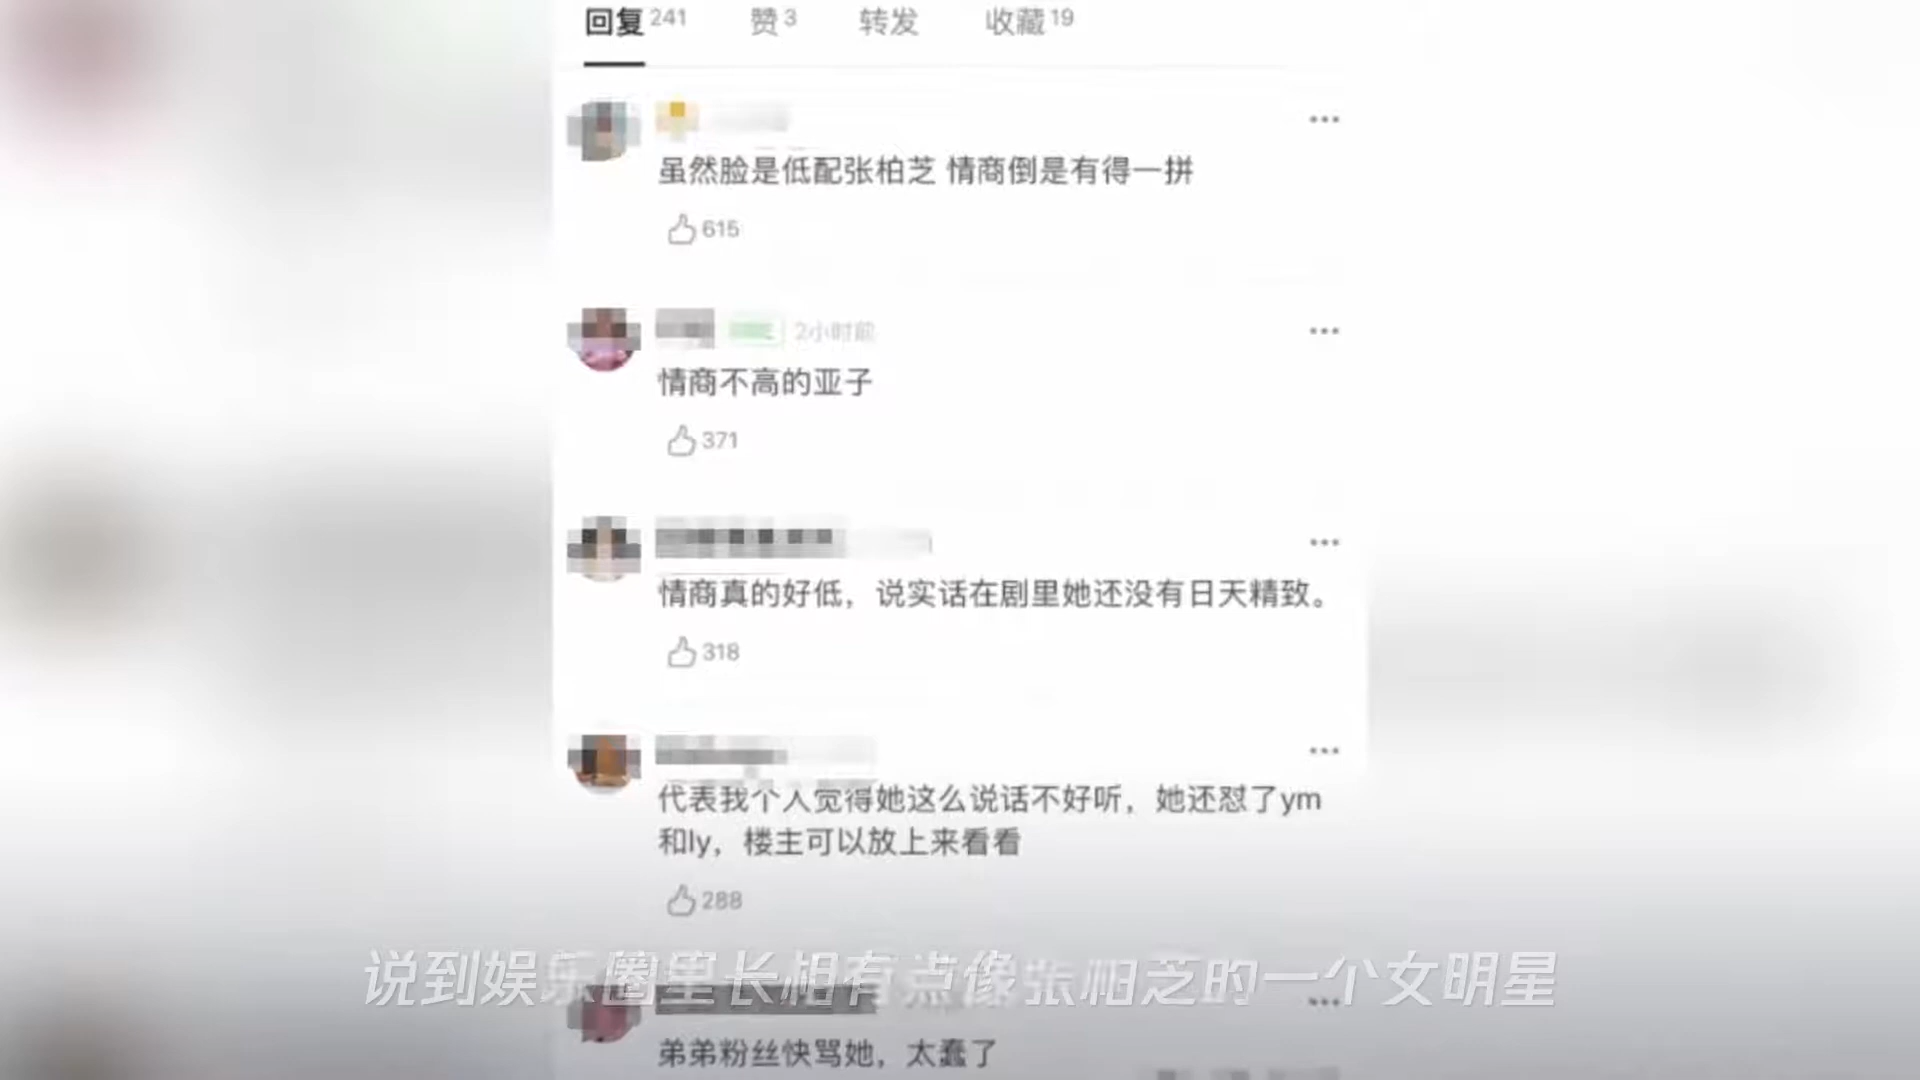 回复 241 赞 3 转发 收藏 19
虽然脸是低配张柏芝 情商倒是有得一拼
615
2小时前
情商不高的亚子
371
情商真的好低，说实话在剧里她还没有日天精致。
318
代表我个人觉得她这么说话不好听，她还怼了ym
和ly，楼主可以放上来看看
288
说到娱乐圈里长相有点像张柏芝的一个女明星
弟弟粉丝快骂她，太蠢了